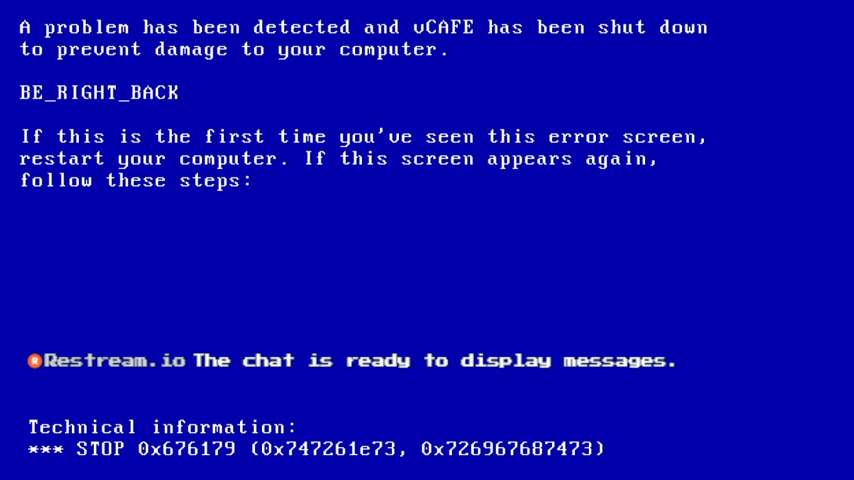 A problem has been detected and vCAFE has been shut down
to prevent damage to your computer.
BE_RIGHT_BACK
If this is the first time you've seen this error screen,
restart your computer. If this screen appears again,
follow these steps:
Restream.io The chat is ready to display messages.
Technical information:
*** STOP 0x676179 (0x747261e73, 0x726967687473)